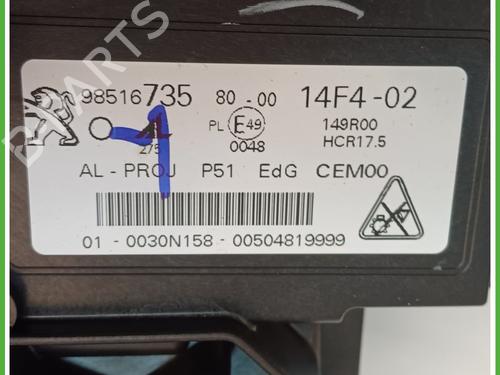 98516735 80-00 14F4-02
PL E49 149R00
275 0048 HCR17.5
AL-PROJ P51 EdG CEM00
01 - 0030N158 - 00504819999
PARTS